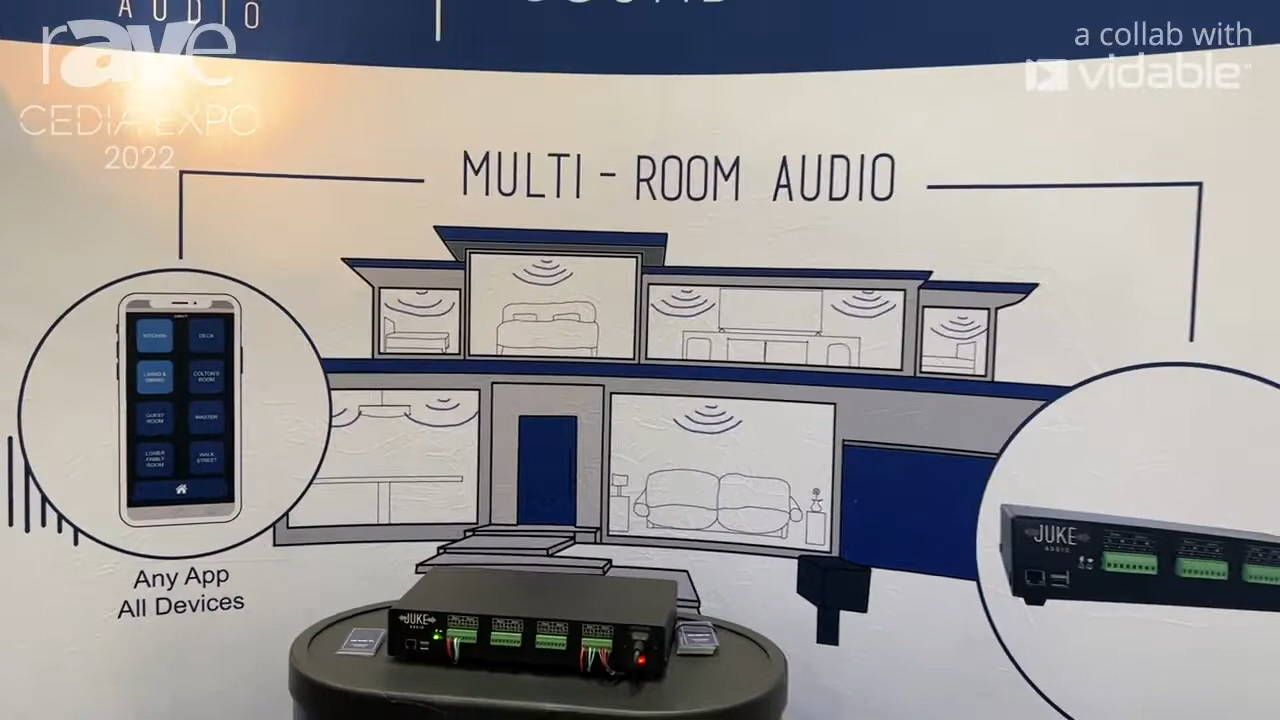 AUDIO
SOUND
rave
CEDIA EXPO
2022
a collab with
vidable
MULTI - ROOM AUDIO
KITCHEN
DECK
LIVING &
DINING
COLTON'S
ROOM
GUEST
ROOM
MASTER
LOWER
FAMILY
ROOM
WALK
STREET
Any App
All Devices
JUKE
AUDIO
JUKE
AUDIO